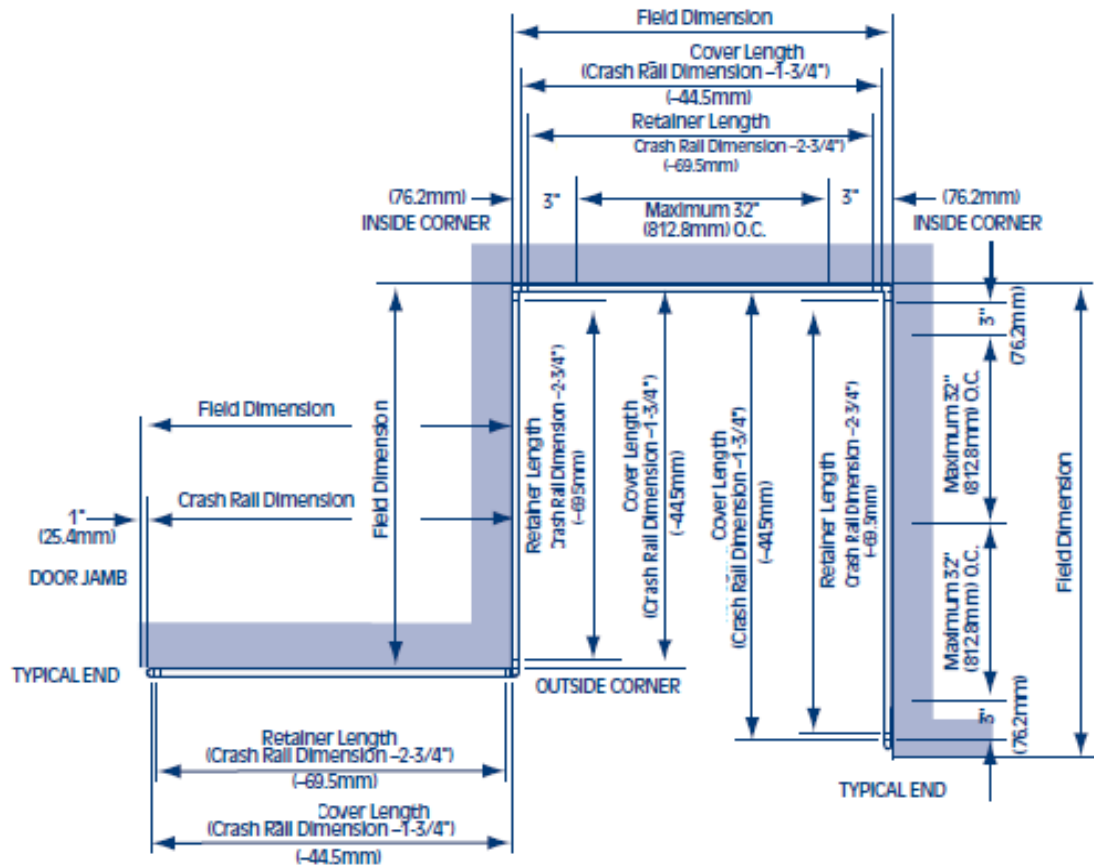 Field Dimension
Cover Length
(Crash Rail Dimension –1-3/4")
(–44.5mm)
Retainer Length
Crash Rail Dimension –2-3/4")
(–69.5mm)
(76.2mm)
INSIDE CORNER
3"
Maximum 32"
(812.8mm) O.C.
3"
(76.2mm)
INSIDE CORNER
Field Dimension
Crash Rail Dimension
1"
(25.4mm)
DOOR JAMB
TYPICAL END
Field Dimension
Retainer Length
Crash Rail Dimension –2-3/4")
(–69.5mm)
Cover Length
(Crash Rail Dimension –1-3/4")
(–44.5mm)
Cover Length
(Crash Rail Dimension –1-3/4")
(–44.5mm)
Retainer Length
Crash Rail Dimension –2-3/4")
(–69.5mm)
3"
(76.2mm)
Maximum 32"
(812.8mm) O.C.
Maximum 32"
(812.8mm) O.C.
3"
(76.2mm)
Field Dimension
OUTSIDE CORNER
TYPICAL END
Retainer Length
(Crash Rail Dimension –2-3/4")
(–69.5mm)
Cover Length
(Crash Rail Dimension –1-3/4")
(–44.5mm)